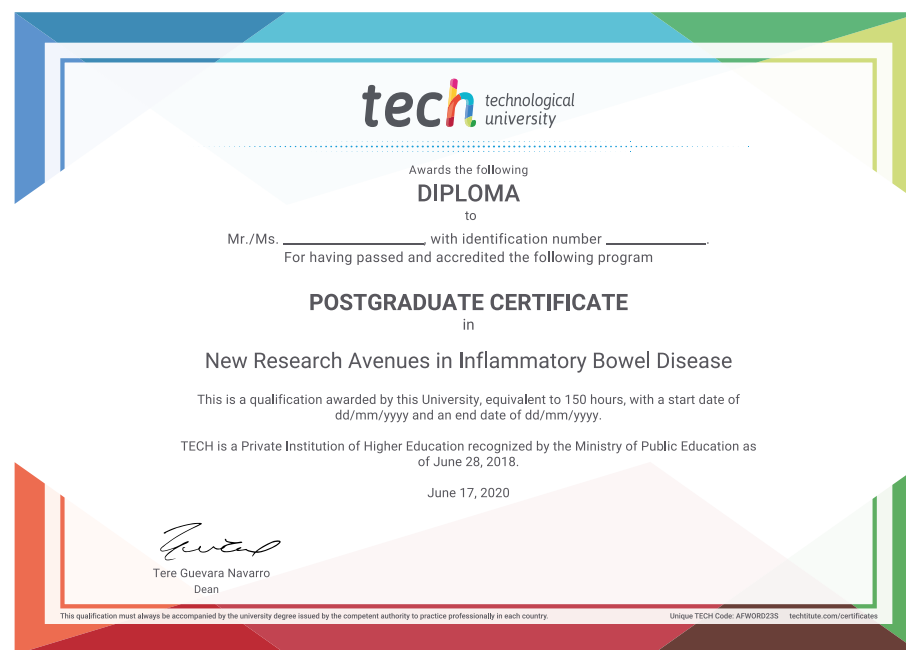 tech technological
university
Awards the following
DIPLOMA
to
Mr./Ms. ____________, with identification number ____________.
For having passed and accredited the following program
POSTGRADUATE CERTIFICATE
in
New Research Avenues in Inflammatory Bowel Disease
This is a qualification awarded by this University, equivalent to 150 hours, with a start date of
dd/mm/yyyy and an end date of dd/mm/yyyy.
TECH is a Private Institution of Higher Education recognized by the Ministry of Public Education as
of June 28, 2018.
June 17, 2020
Tere Guevara Navarro
Dean
This qualification must always be accompanied by the university degree issued by the competent authority to practice professionally in each country.
Unique TECH Code: AFWORD23S techtitute.com/certificates